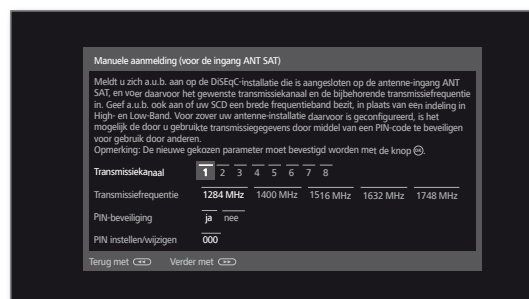 Manuele aanmelding (voor de ingang ANT SAT)
Meldt u zich a.u.b. aan op de DiSEqC-installatie die is aangesloten op de antenne-ingang ANT
SAT, en voer daarvoor het gewenste transmissiekanaal en de bijbehorende transmissiefrequentie
in. Geef a.u.b. ook aan of uw SCD een brede frequentieband bezit, in plaats van een indeling in
High- en Low-Band. Voor zover uw antenne-installatie daarvoor is geconfigureerd, is het
mogelijk de door u gebruikte transmissiegegevens door middel van een PIN-code te beveiligen
voor gebruik door anderen.
Opmerking: De nieuwe gekozen parameter moet bevestigd worden met de knop OK.
Transmissiekanaal 1 2 3 4 5 6 7 8
Transmissiefrequentie 1284 MHz 1400 MHz 1516 MHz 1632 MHz 1748 MHz
PIN-beveiliging ja nee
PIN instellen/wijzigen 000
Terug met Verder met